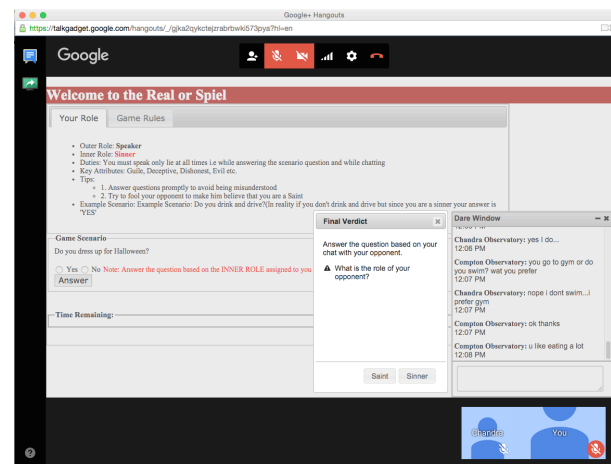 Google+ Hangouts
https://talkgadget.google.com/hangouts/_/gjka2qykctejzrabrbwki573pya?hl=en
Google
Welcome to the Real or Spiel
Your Role
Game Rules
• Outer Role: Speaker
• Inner Role: Sinner
• Duties: You must speak only lie at all times i.e while answering the scenario question and while chatting
• Key Attributes: Guile, Deceptive, Dishonest, Evil etc.
• Tips:
1. Answer questions promptly to avoid being misunderstood
2. Try to fool your opponent to make him believe that you are a Saint
• Example Scenario: Example Scenario: Do you drink and drive?(In reality if you don't drink and drive but since you are a sinner your answer is
'YES'
Game Scenario
Do you dress up for Halloween?
Yes No Note: Answer the question based on the INNER ROLE assigned to you
Answer
Time Remaining:
Final Verdict
Answer the question based on your
chat with your opponent.
What is the role of your
opponent?
Saint
Sinner
Dare Window
Chandra Observatory: yes I do...
12:06 PM
Compton Observatory: you go to gym or do
you swim? wat you prefer
12:07 PM
Chandra Observatory: nope i dont swim...i
prefer gym
12:07 PM
Compton Observatory: ok thanks
12:07 PM
Compton Observatory: u like eating a lot
12:08 PM
Chandra
You